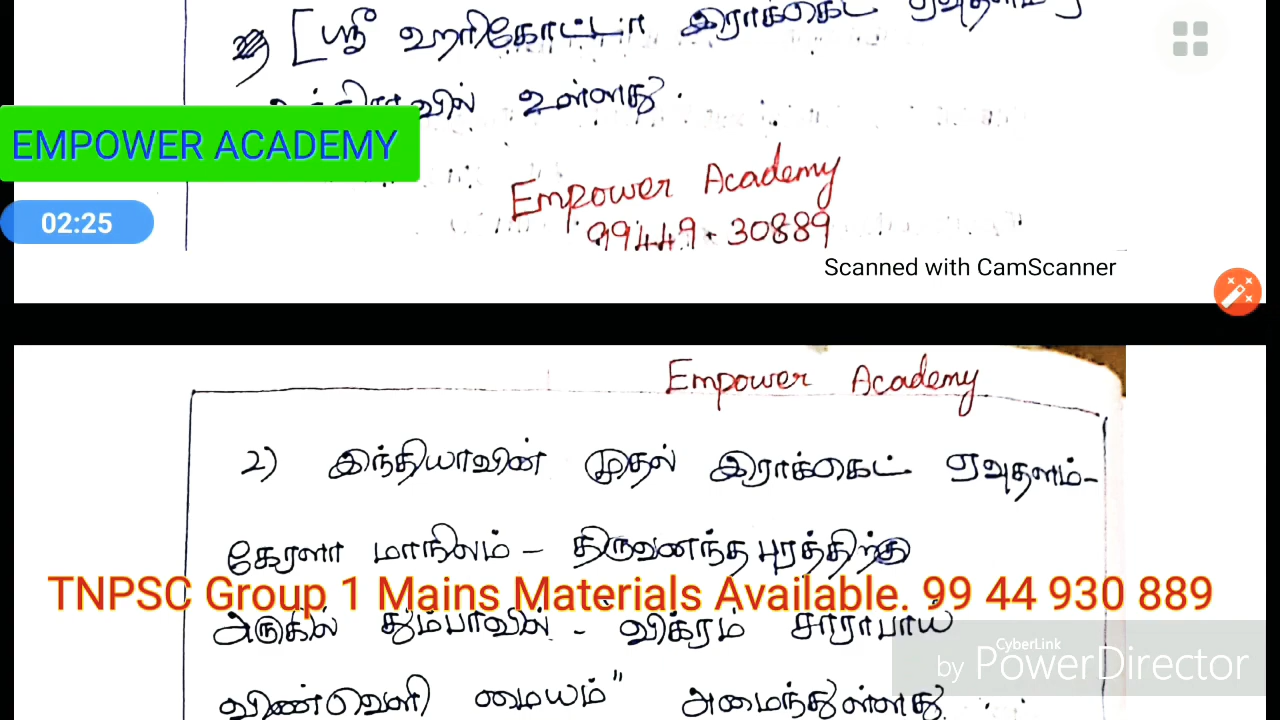 [ ஸ்ரீ ஹரிகோட்டா இராக்கெட் ஏவுதளம்
உள்ளது.
EMPOWER ACADEMY
Empower Academy
02:25
99449-30889
Scanned with CamScanner
Empower Academy
2) இந்தியாவின் முதல் இராக்கெட் ஏவுதளம்-
கேரளா மாநிலம் - திருவனந்தபுரத்திற்கு
TNPSC Group 1 Mains Materials Available. 99 44 930 889
அருகில் தும்பாவில் - விக்ரம் சாராபாய்
CyberLink
by PowerDirector
விண்வெளி மையம்" அமைந்துள்ளது.